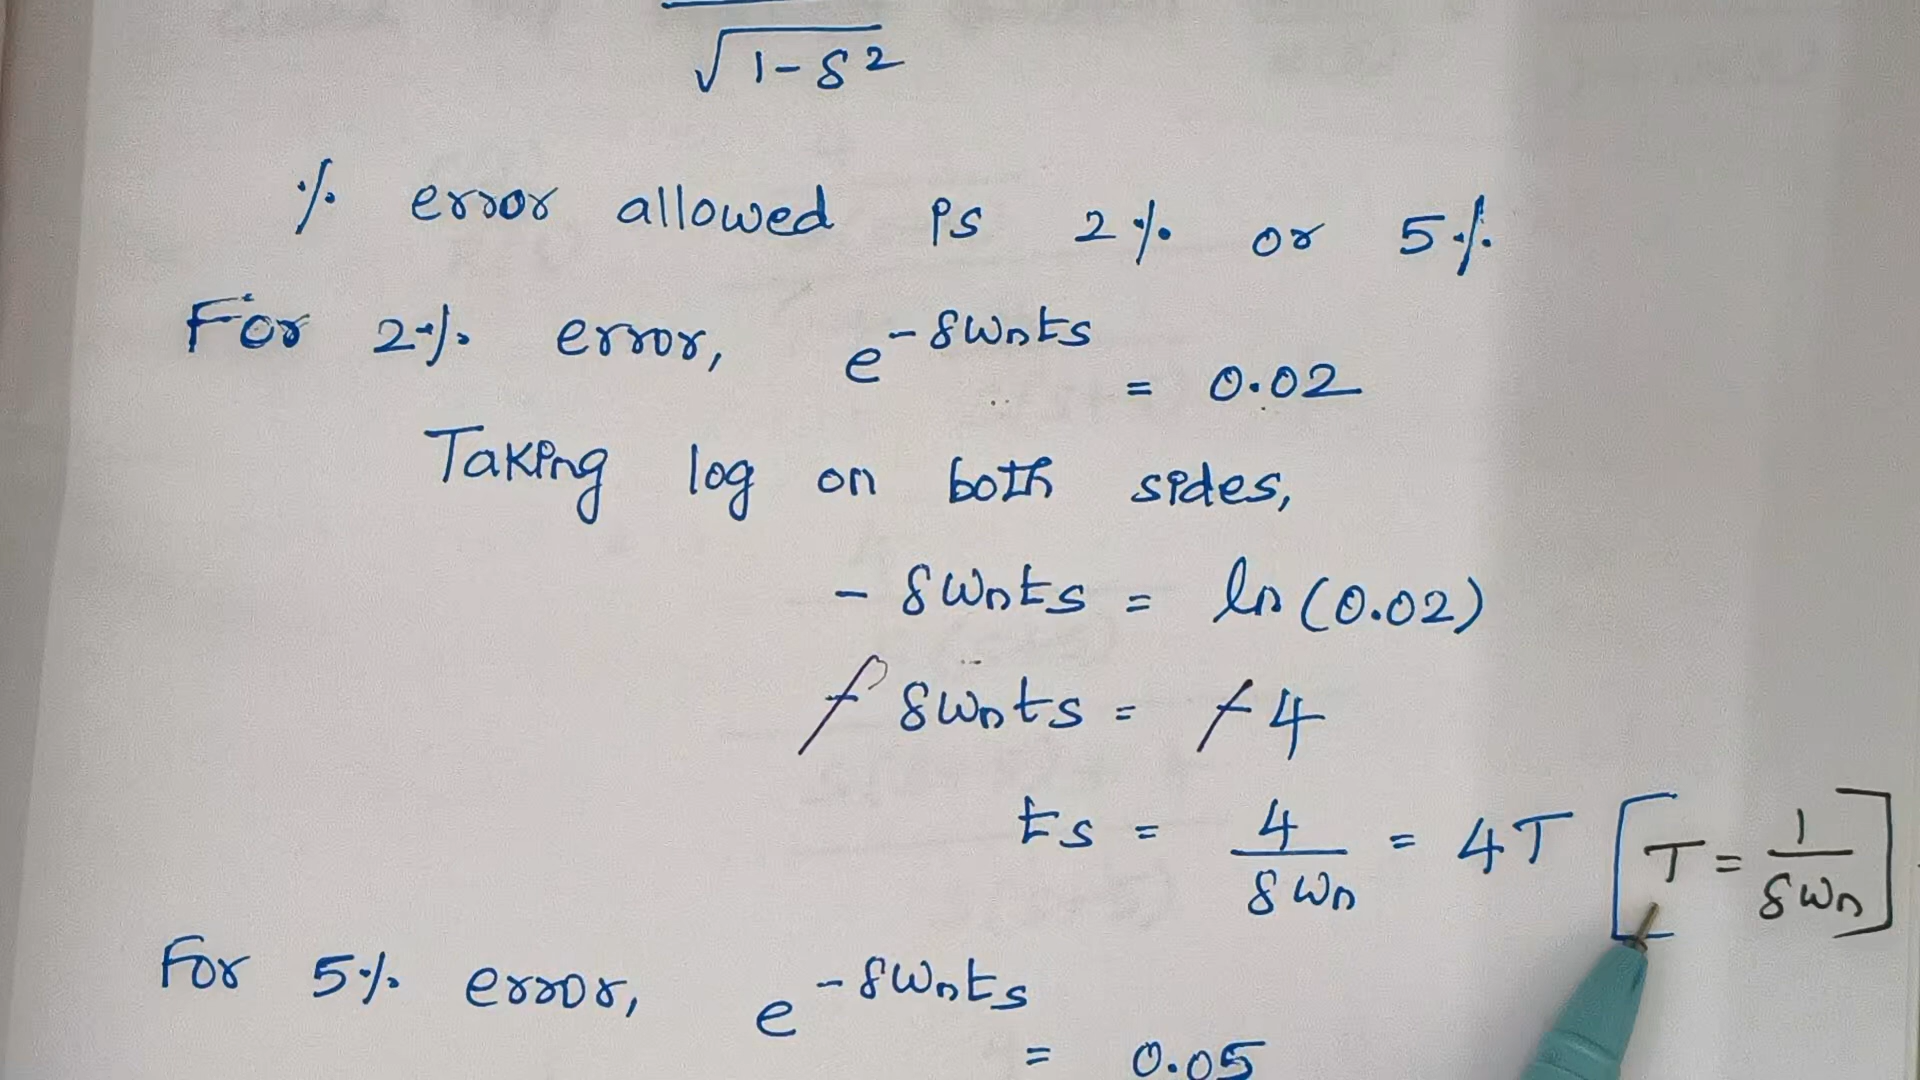 √1-δ²
% error allowed is 2% or 5%
For 2% error, e^-δωnts = 0.02
Taking log on both sides,
-δωnts = ln(0.02)
-δωnts = -4
ts = 4/δωn = 4T [T = 1/δωn]
For 5% error, e^-δωnts = 0.05